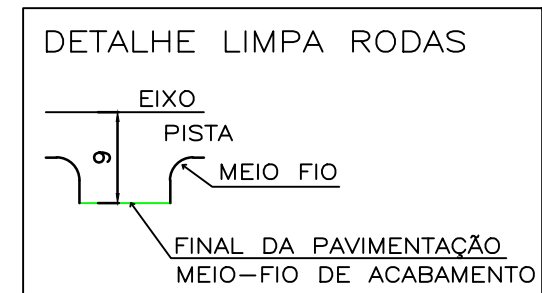 DETALHE LIMPA RODAS
EIXO
PISTA
9
MEIO FIO
FINAL DA PAVIMENTAÇÃO
MEIO-FIO DE ACABAMENTO